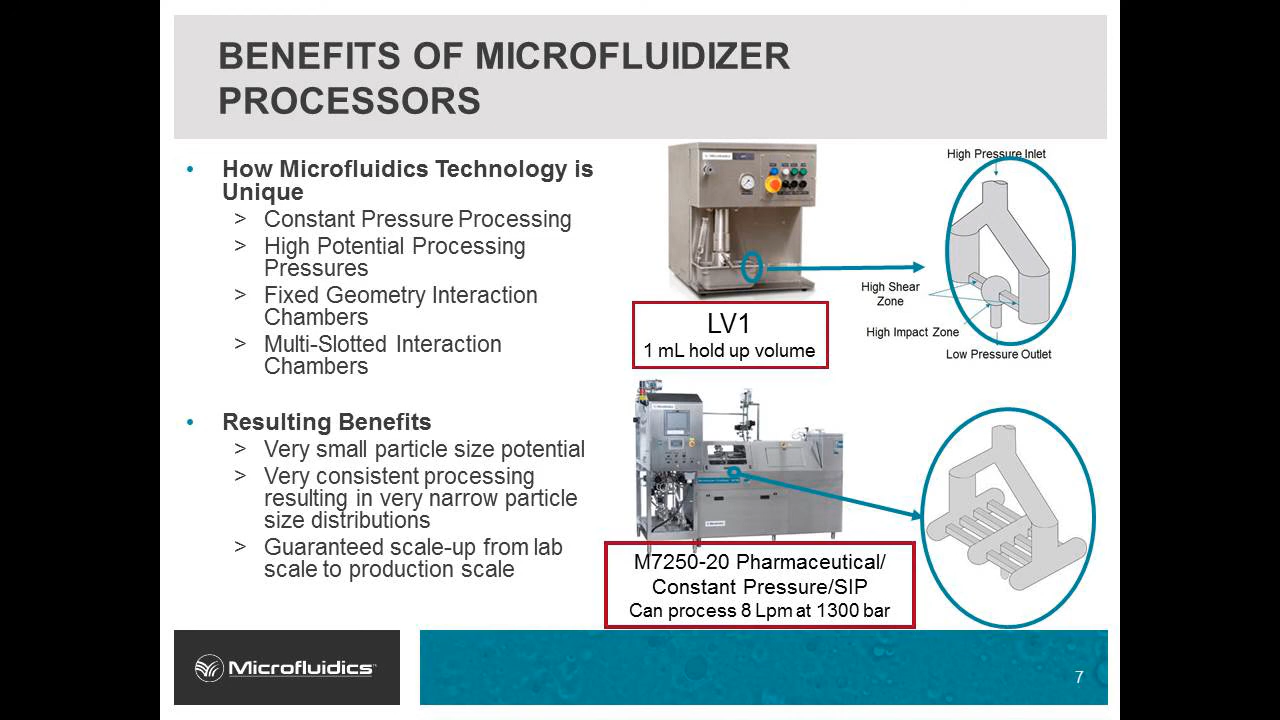 BENEFITS OF MICROFLUIDIZER
PROCESSORS
• How Microfluidics Technology is
Unique
> Constant Pressure Processing
> High Potential Processing
Pressures
> Fixed Geometry Interaction
Chambers
> Multi-Slotted Interaction
Chambers
• Resulting Benefits
> Very small particle size potential
> Very consistent processing
resulting in very narrow particle
size distributions
> Guaranteed scale-up from lab
scale to production scale
LV1
1 mL hold up volume
High Pressure Inlet
High Shear
Zone
High Impact Zone
Low Pressure Outlet
M7250-20 Pharmaceutical/
Constant Pressure/SIP
Can process 8 Lpm at 1300 bar
Microfluidics
7